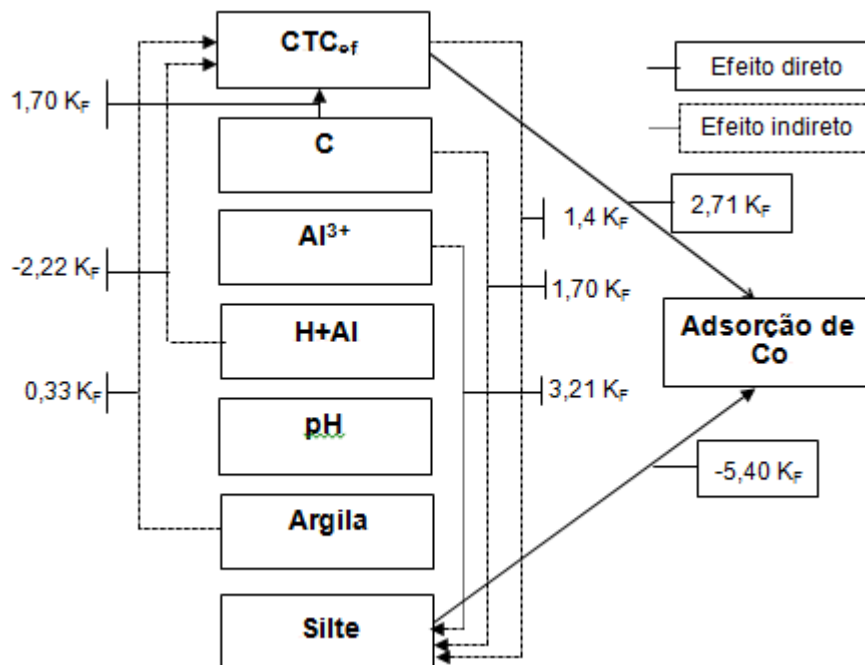 CTCef
Efeito direto
1,70 KF
Efeito indireto
C
Al3+
1,4 KF
2,71 KF
-2,22 KF
1,70 KF
H+Al
Adsorção de
Co
0,33 KF
3,21 KF
pH
-5,40 KF
Argila
Silte